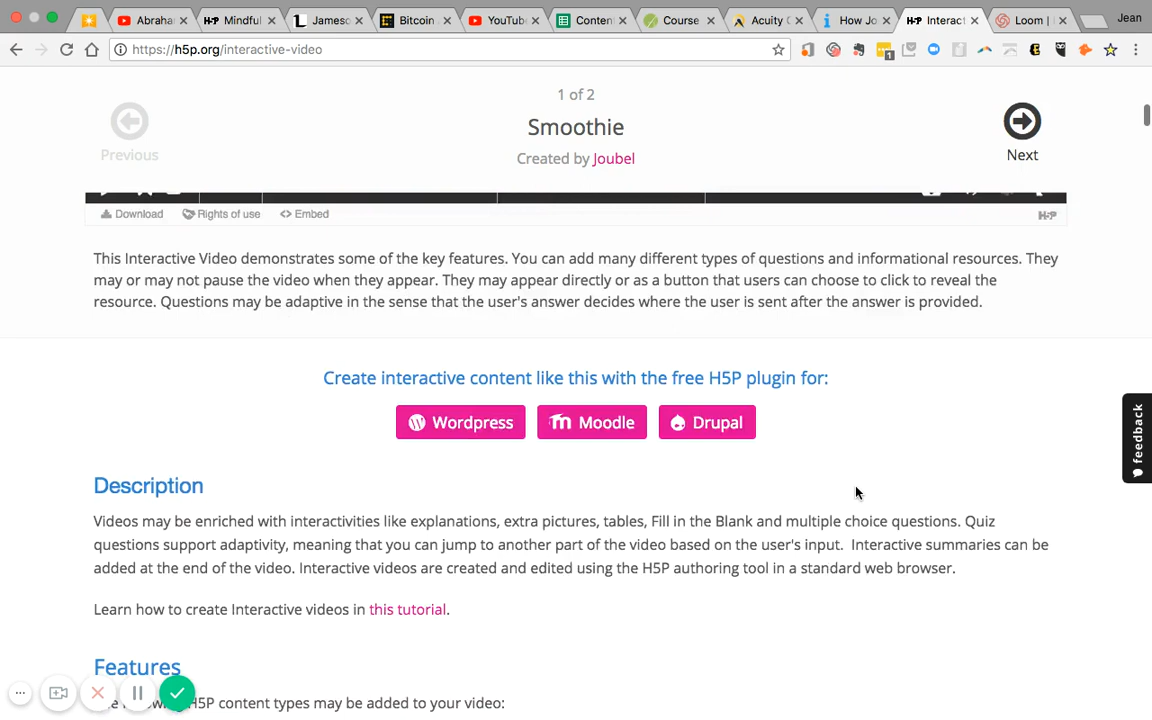 Abraha
H-P Mindful
Jameso
Bitcoin
YouTub
Conten
Course
Acuity
How Jo
H-P Interact
Loom |
Jean
https://h5p.org/interactive-video
1
1 of 2
Smoothie
Created by Joubel
Previous
Next
Download
Rights of use
<> Embed
H-P
This Interactive Video demonstrates some of the key features. You can add many different types of questions and informational resources. They
may or may not pause the video when they appear. They may appear directly or as a button that users can choose to click to reveal the
resource. Questions may be adaptive in the sense that the user's answer decides where the user is sent after the answer is provided.
Create interactive content like this with the free H5P plugin for:
Wordpress
Moodle
Drupal
feedback
Description
Videos may be enriched with interactivities like explanations, extra pictures, tables, Fill in the Blank and multiple choice questions. Quiz
questions support adaptivity, meaning that you can jump to another part of the video based on the user's input. Interactive summaries can be
added at the end of the video. Interactive videos are created and edited using the H5P authoring tool in a standard web browser.
Learn how to create Interactive videos in this tutorial.
Features
H5P content types may be added to your video: